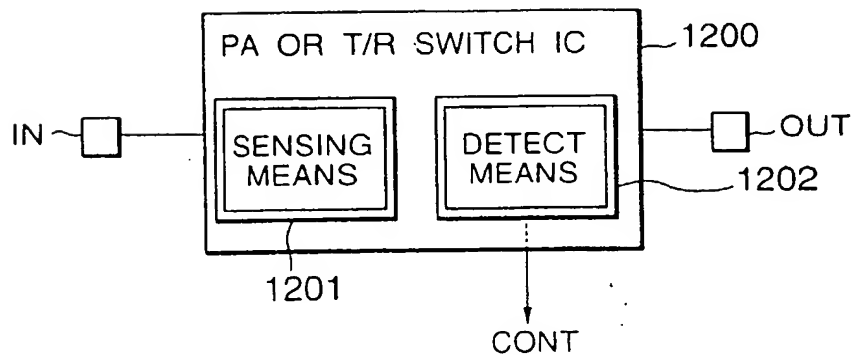 PA OR T/R SWITCH IC
1200
IN
SENSING
MEANS
DETECT
MEANS
OUT
1202
1201
CONT